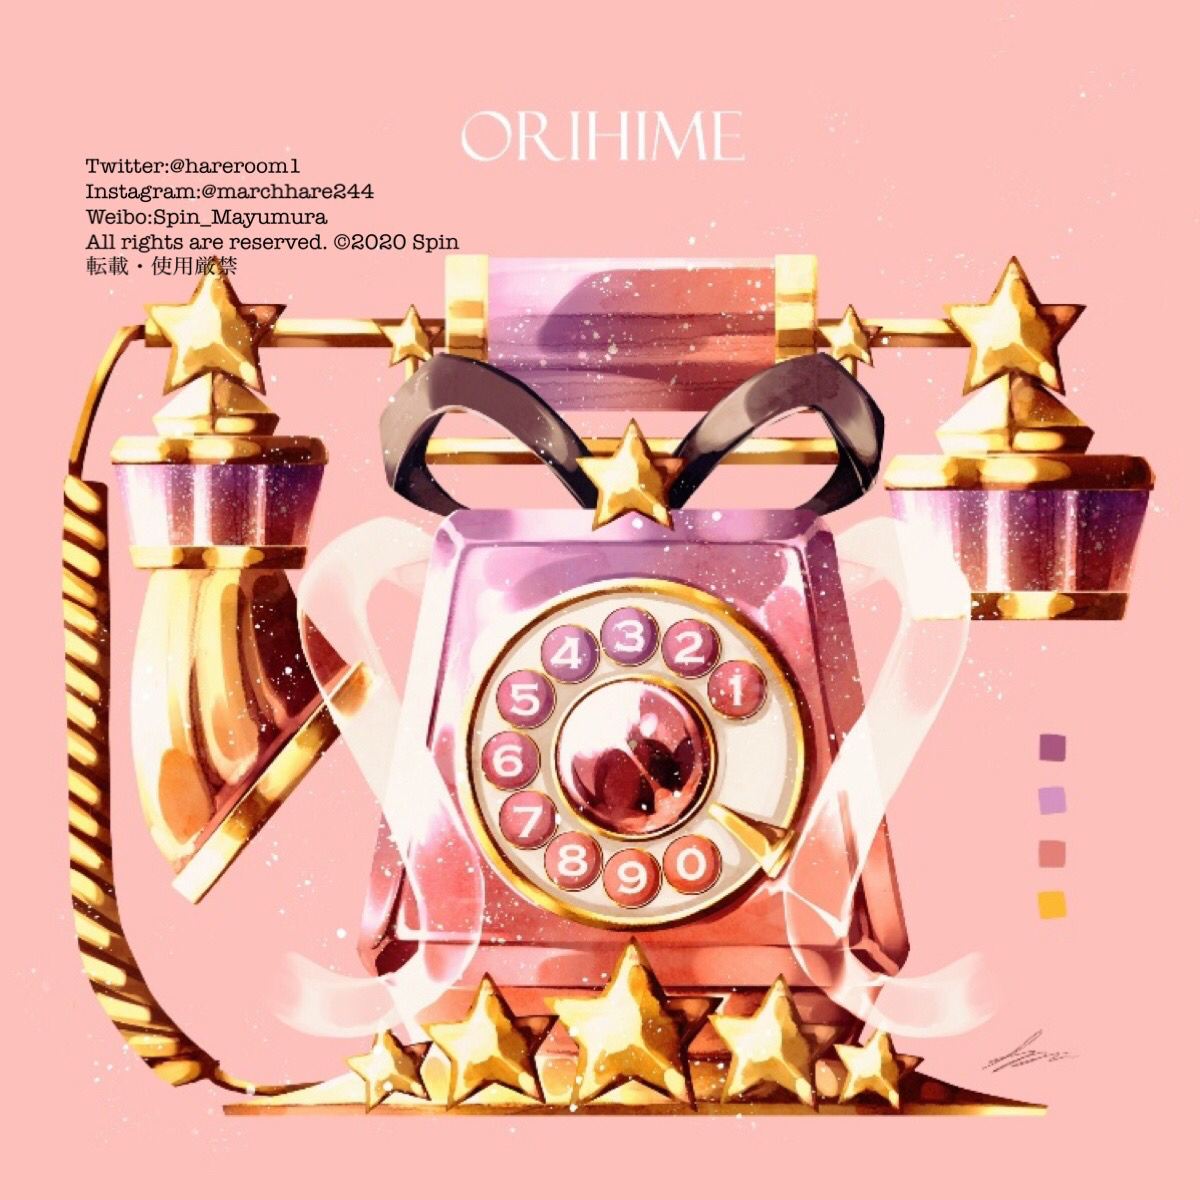 ORIHIME
Twitter:@hareroom1
Instagram:@marchhare244
Weibo:Spin_Mayumura
All rights are reserved. ©2020 Spin
転載・使用厳禁
1
2
3
4
5
6
7
8
9
0